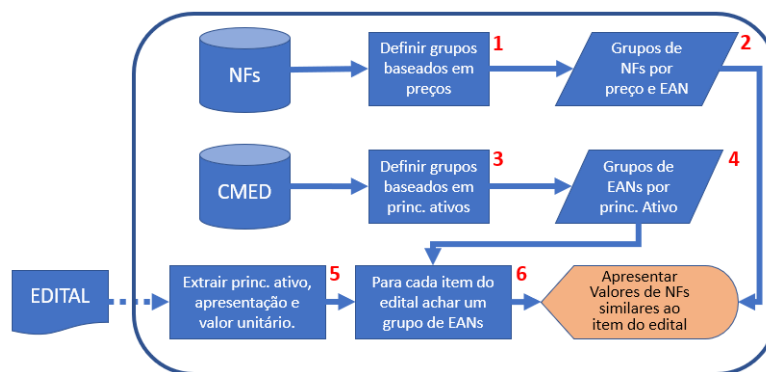 NFs
Definir grupos
baseados em
preços
1
Grupos de
NFs por
preço e EAN
2
CMED
Definir grupos
baseados em
princ. ativos
3
Grupos de
EANs por
princ. Ativo
4
EDITAL
Extrair princ. ativo,
apresentação e
valor unitário.
5
Para cada item do
edital achar um
grupo de EANs
6
Apresentar
Valores de NFs
similares ao
item do edital